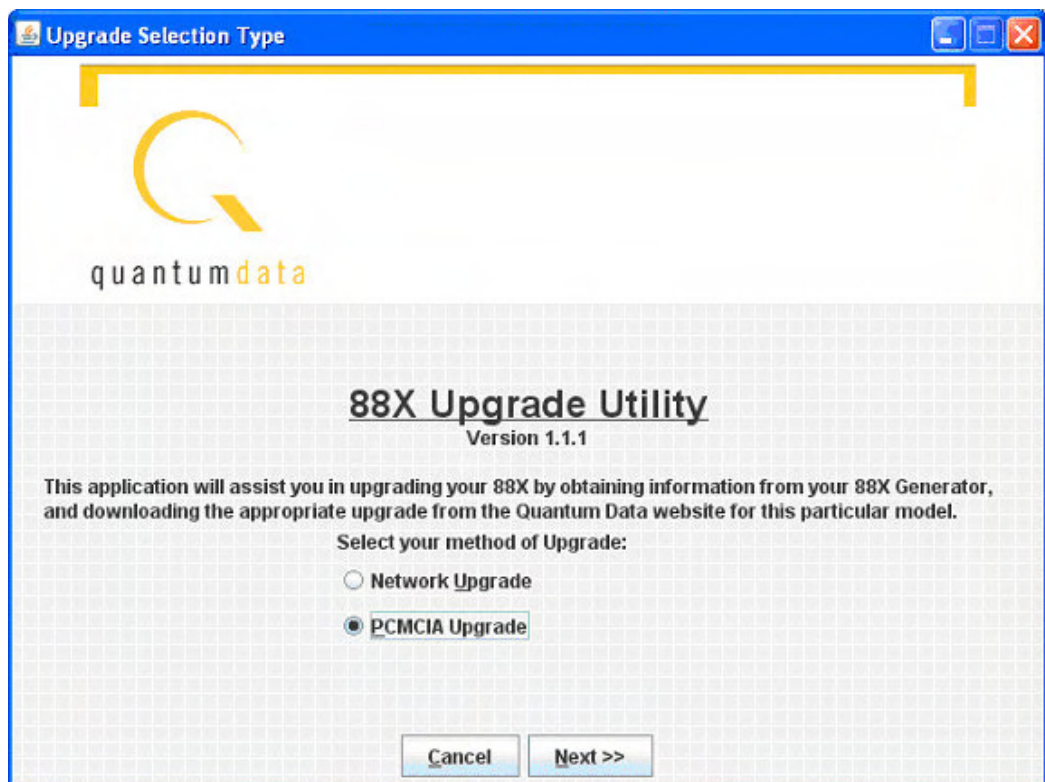 Upgrade Selection Type
quantumdata
88X Upgrade Utility
Version 1.1.1
This application will assist you in upgrading your 88X by obtaining information from your 88X Generator,
and downloading the appropriate upgrade from the Quantum Data website for this particular model.
Select your method of Upgrade:
Network Upgrade
PCMCIA Upgrade
Cancel
Next >>